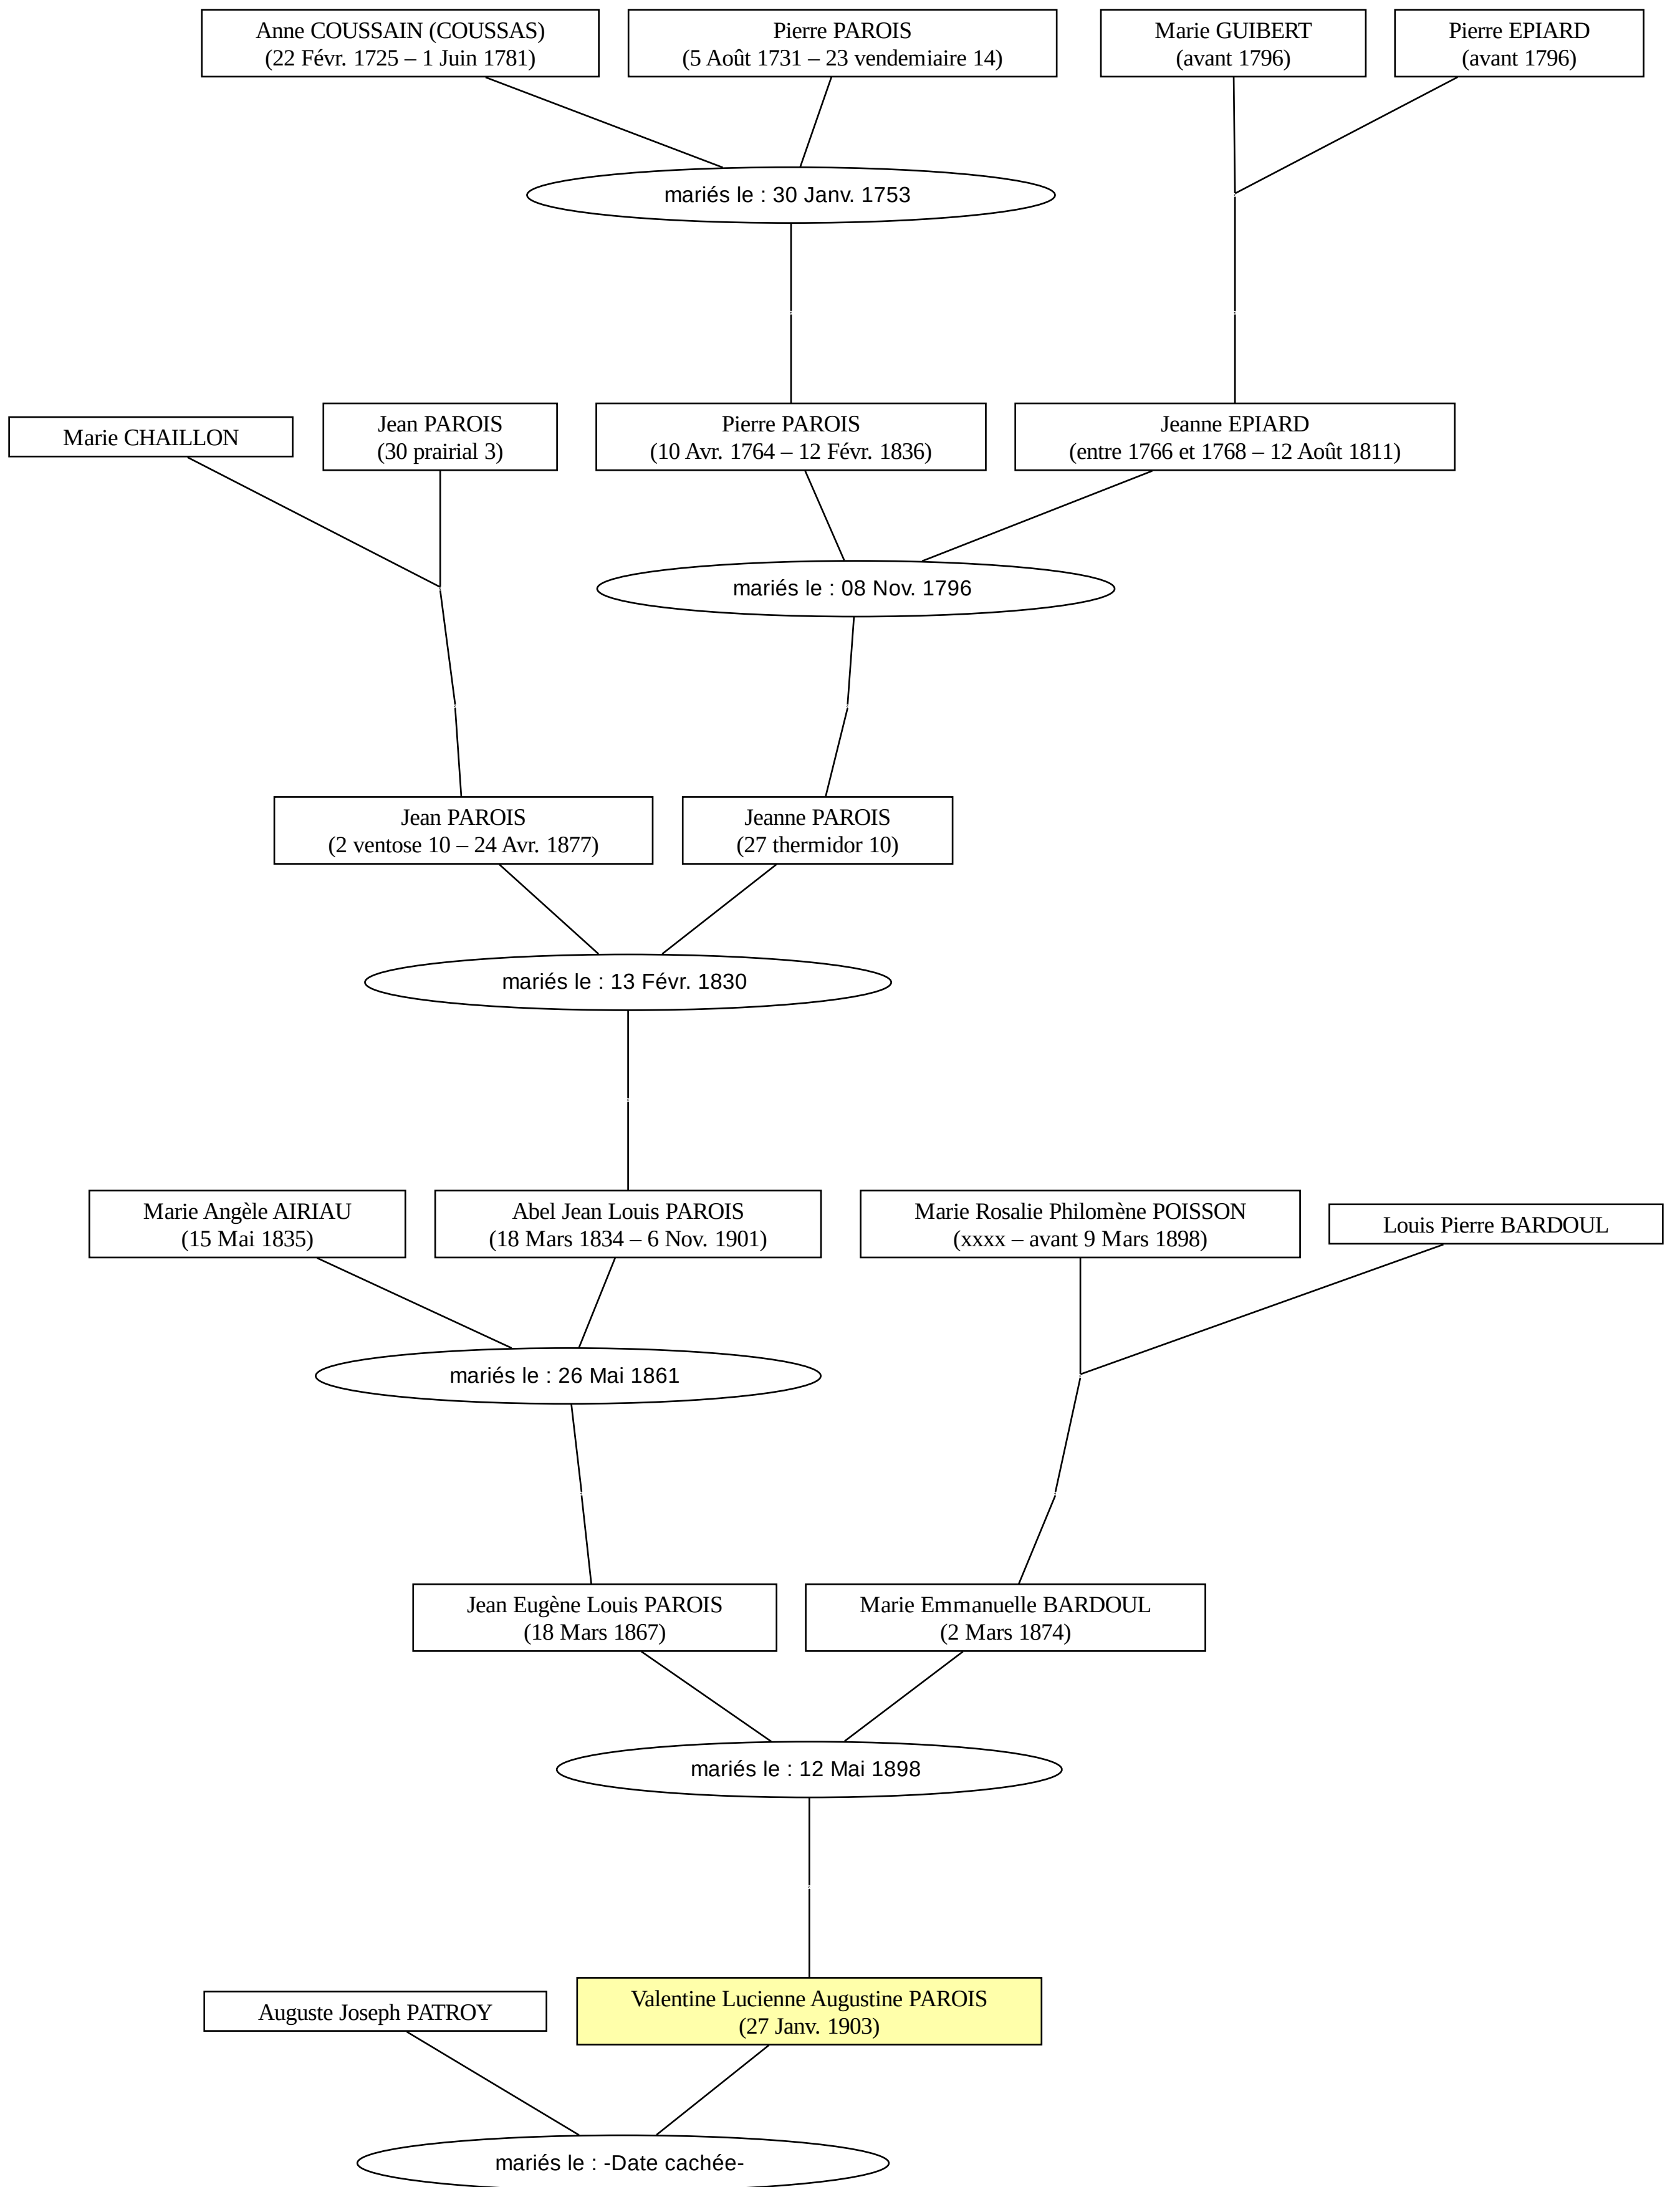 Anne COUSSAIN (COUSSAS)
(22 Févr. 1725 – 1 Juin 1781)
Pierre PAROIS
(5 Août 1731 – 23 vendemiaire 14)
Marie GUIBERT
(avant 1796)
Pierre EPIARD
(avant 1796)
mariés le : 30 Janv. 1753
Marie CHAILLON
Jean PAROIS
(30 prairial 3)
Pierre PAROIS
(10 Avr. 1764 – 12 Févr. 1836)
Jeanne EPIARD
(entre 1766 et 1768 – 12 Août 1811)
mariés le : 08 Nov. 1796
Jean PAROIS
(2 ventose 10 – 24 Avr. 1877)
Jeanne PAROIS
(27 thermidor 10)
mariés le : 13 Févr. 1830
Marie Angèle AIRIAU
(15 Mai 1835)
Abel Jean Louis PAROIS
(18 Mars 1834 – 6 Nov. 1901)
Marie Rosalie Philomène POISSON
(xxxx – avant 9 Mars 1898)
Louis Pierre BARDOUL
mariés le : 26 Mai 1861
Jean Eugène Louis PAROIS
(18 Mars 1867)
Marie Emmanuelle BARDOUL
(2 Mars 1874)
mariés le : 12 Mai 1898
Auguste Joseph PATROY
Valentine Lucienne Augustine PAROIS
(27 Janv. 1903)
mariés le : -Date cachée-